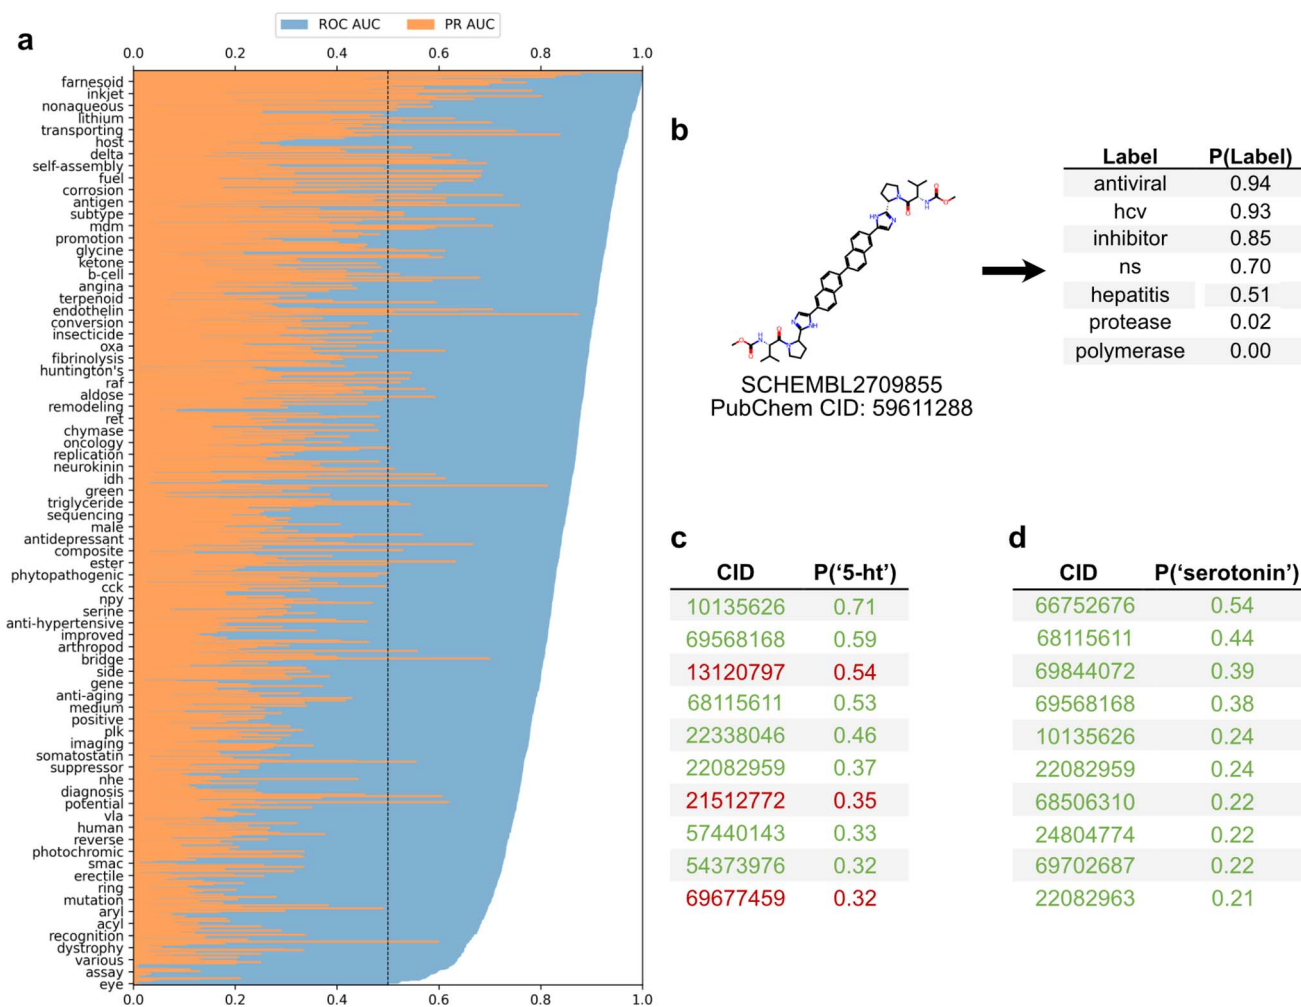 ROC AUC PR AUC
a
0.0 0.2 0.4 0.6 0.8 1.0
farnesoid
inkjet
nonaqueous
lithium
transporting
host
delta
self-assembly
fuel
corrosion
antigen
subtype
mdm
promotion
glycine
ketone
b-cell
angina
terpenoid
endothelin
conversion
insecticide
oxa
fibrinolysis
huntington's
raf
aldose
remodeling
ret
chymase
oncology
replication
neurokinin
idh
green
triglyceride
sequencing
male
antidepressant
composite
ester
phytopathogenic
cck
npy
serine
anti-hypertensive
improved
arthropod
bridge
side
gene
anti-aging
medium
positive
plk
imaging
somatostatin
suppressor
nhe
diagnosis
potential
vla
human
reverse
photochromic
smac
erectile
ring
mutation
aryl
acyl
recognition
dystrophy
various
assay
eye
0.0 0.2 0.4 0.6 0.8 1.0
b
SCHEMBL2709855
PubChem CID: 59611288
Label P(Label)
antiviral 0.94
hcv 0.93
inhibitor 0.85
ns 0.70
hepatitis 0.51
protease 0.02
polymerase 0.00
c
CID P(‘5-ht’)
10135626 0.71
69568168 0.59
13120797 0.54
68115611 0.53
22338046 0.46
22082959 0.37
21512772 0.35
57440143 0.33
54373976 0.32
69677459 0.32
d
CID P(‘serotonin’)
66752676 0.54
68115611 0.44
69844072 0.39
69568168 0.38
10135626 0.24
22082959 0.24
68506310 0.22
24804774 0.22
69702687 0.22
22082963 0.21